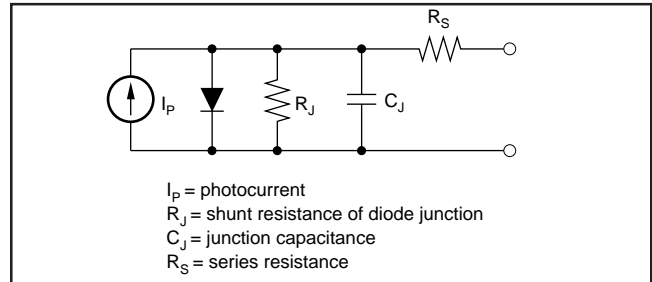 R_S
I_P
R_J
C_J
I_P = photocurrent
R_J = shunt resistance of diode junction
C_J = junction capacitance
R_S = series resistance